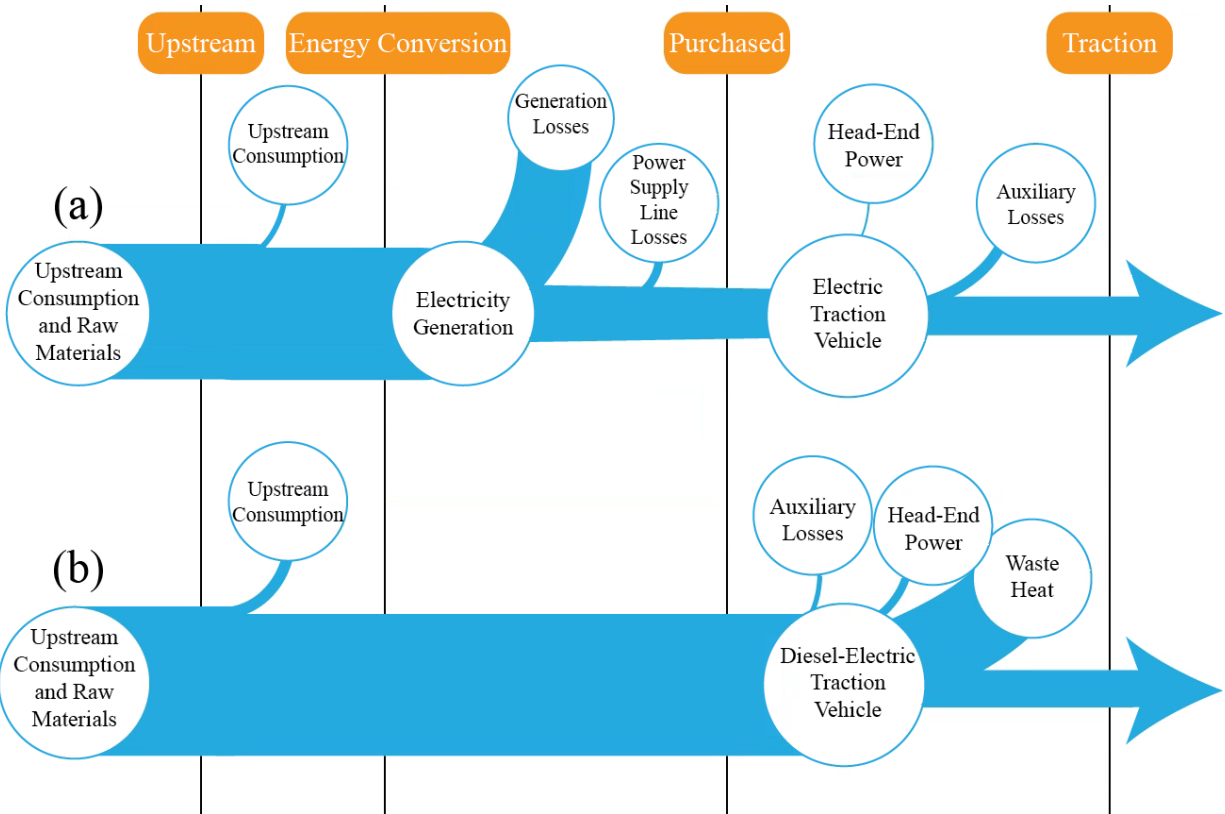 Upstream
Energy Conversion
Purchased
Traction
(a)
Upstream
Consumption
and Raw
Materials
Upstream
Consumption
Electricity
Generation
Generation
Losses
Power
Supply
Line
Losses
Head-End
Power
Electric
Traction
Vehicle
Auxiliary
Losses
(b)
Upstream
Consumption
and Raw
Materials
Upstream
Consumption
Auxiliary
Losses
Head-End
Power
Waste
Heat
Diesel-Electric
Traction
Vehicle